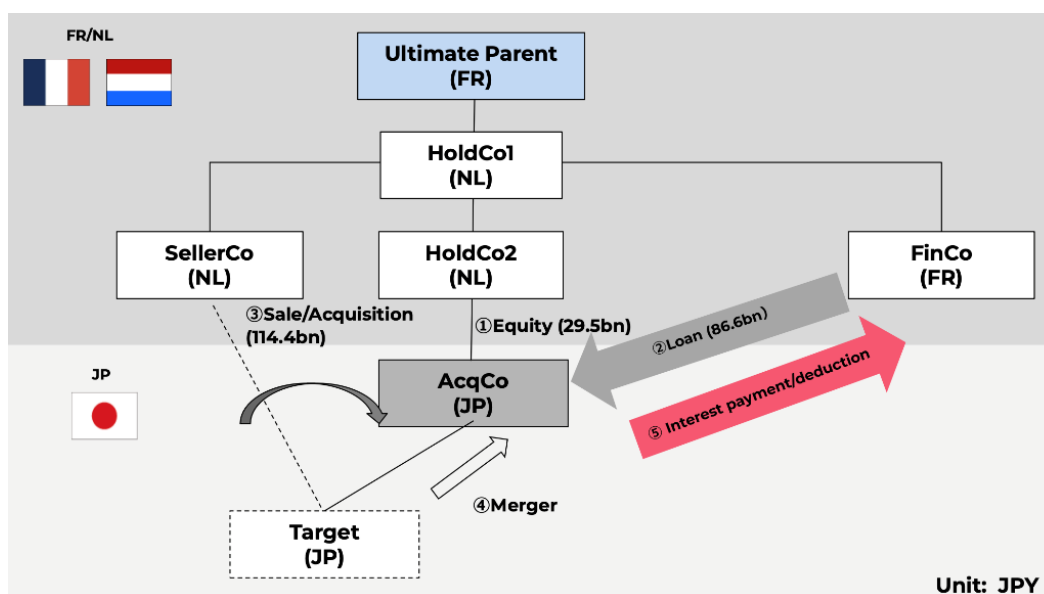 FR/NL
Ultimate Parent
(FR)
HoldCo1
(NL)
SellerCo
(NL)
HoldCo2
(NL)
FinCo
(FR)
③Sale/Acquisition
(114.4bn)
①Equity (29.5bn)
②Loan (86.6bn)
⑤ Interest payment/deduction
JP
AcqCo
(JP)
④Merger
Target
(JP)
Unit: JPY